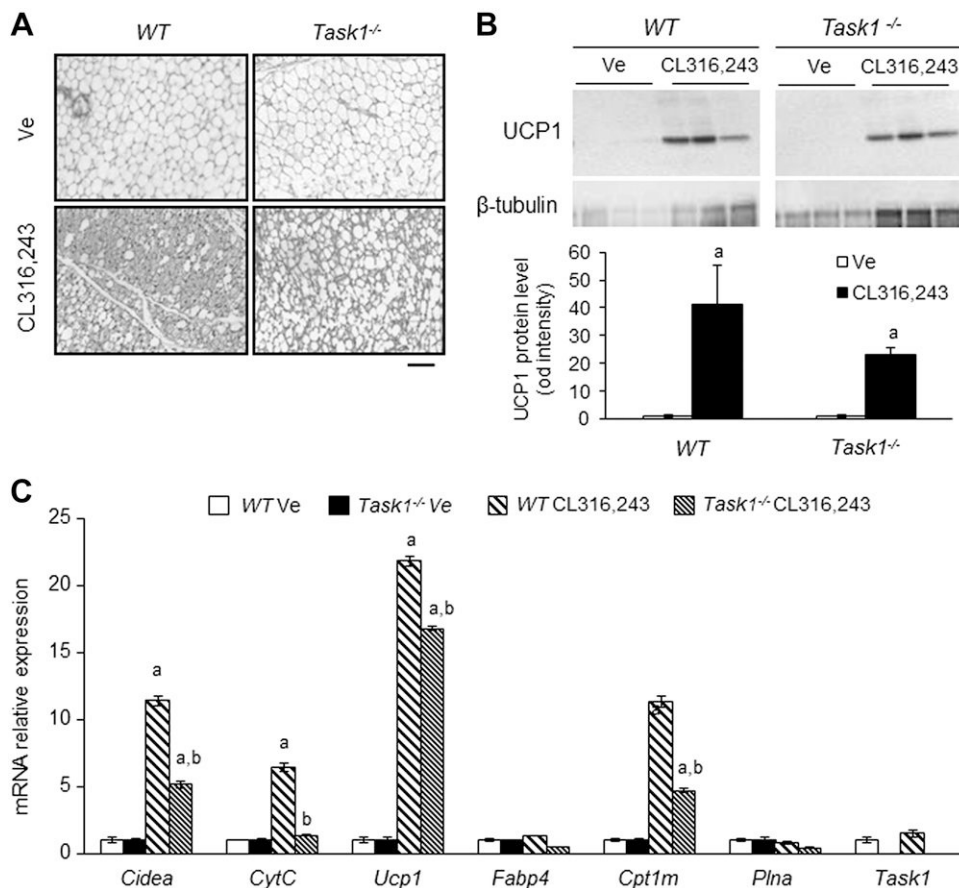 A
WT Task1-/-
Ve
CL316,243
B
WT Task1 -/-
Ve CL316,243 Ve CL316,243
UCP1
β-tubulin
UCP1 protein level
(od intensity)
60
50
40
30
20
10
0
a
a
Ve
CL316,243
WT Task1-/-
C
WT Ve Task1-/- Ve WT CL316,243 Task1-/- CL316,243
mRNA relative expression
25
20
15
10
5
0
a
a,b
a
b
a
a,b
a
a,b
Cidea CytC Ucp1 Fabp4 Cpt1m Plna Task1